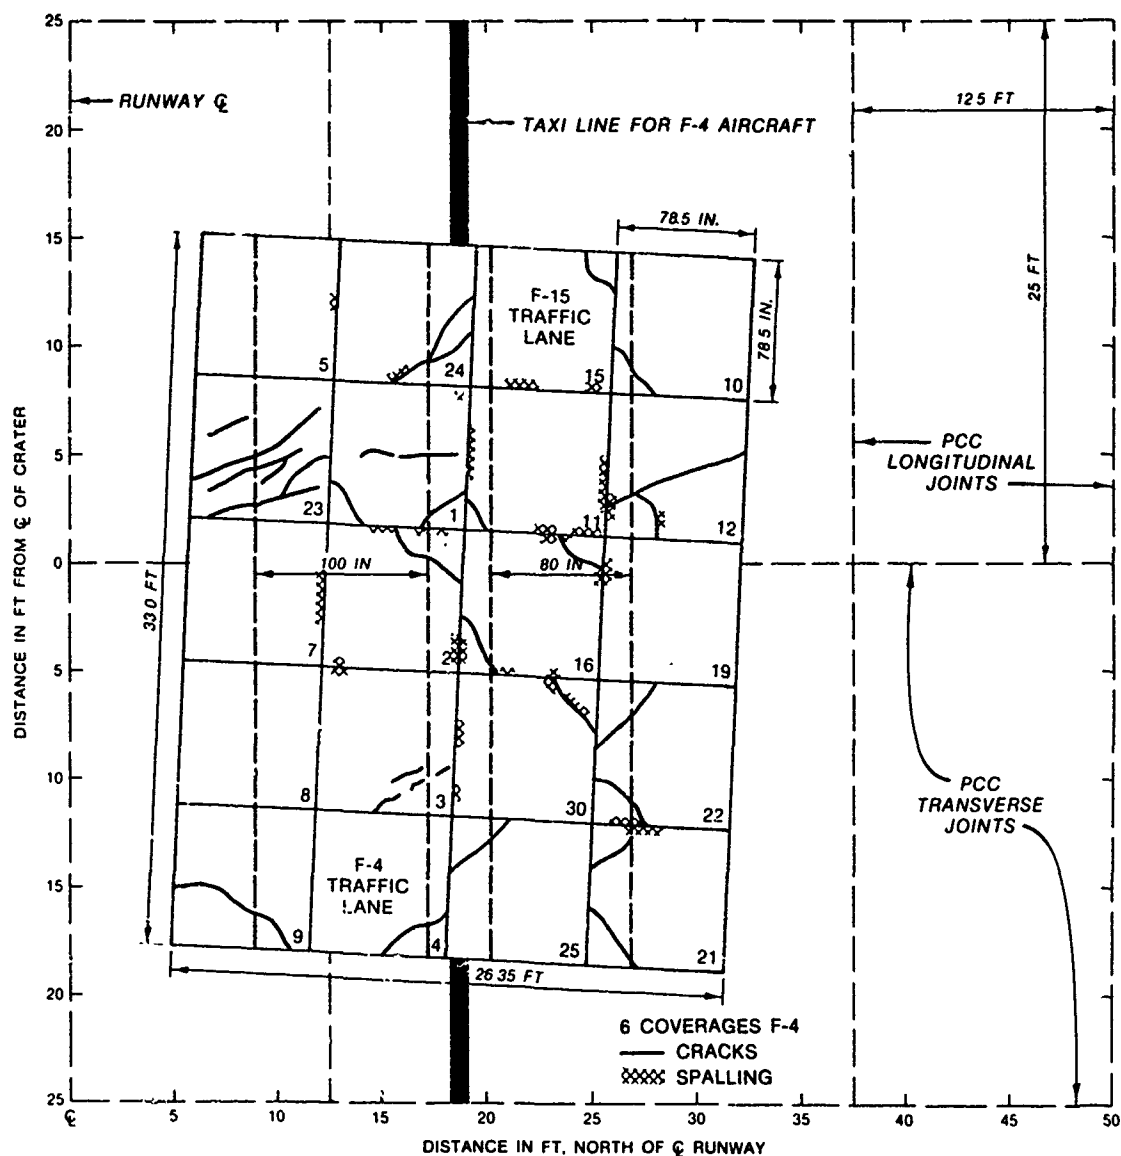 25
20
15
10
5
0
5
10
15
20
25
DISTANCE IN FT FROM ℄ OF CRATER
RUNWAY ℄
TAXI LINE FOR F-4 AIRCRAFT
12 5 FT
25 FT
78 5 IN.
78 5 IN.
F-15
TRAFFIC
LANE
5
24
15
10
PCC
LONGITUDINAL
JOINTS
23
1
11
12
100 IN
80 IN
33 0 FT
7
2
16
19
8
3
30
22
PCC
TRANSVERSE
JOINTS
F-4
TRAFFIC
LANE
9
4
25
21
26 35 FT
6 COVERAGES F-4
CRACKS
SPALLING
℄
5
10
15
20
25
30
35
40
45
50
DISTANCE IN FT, NORTH OF ℄ RUNWAY